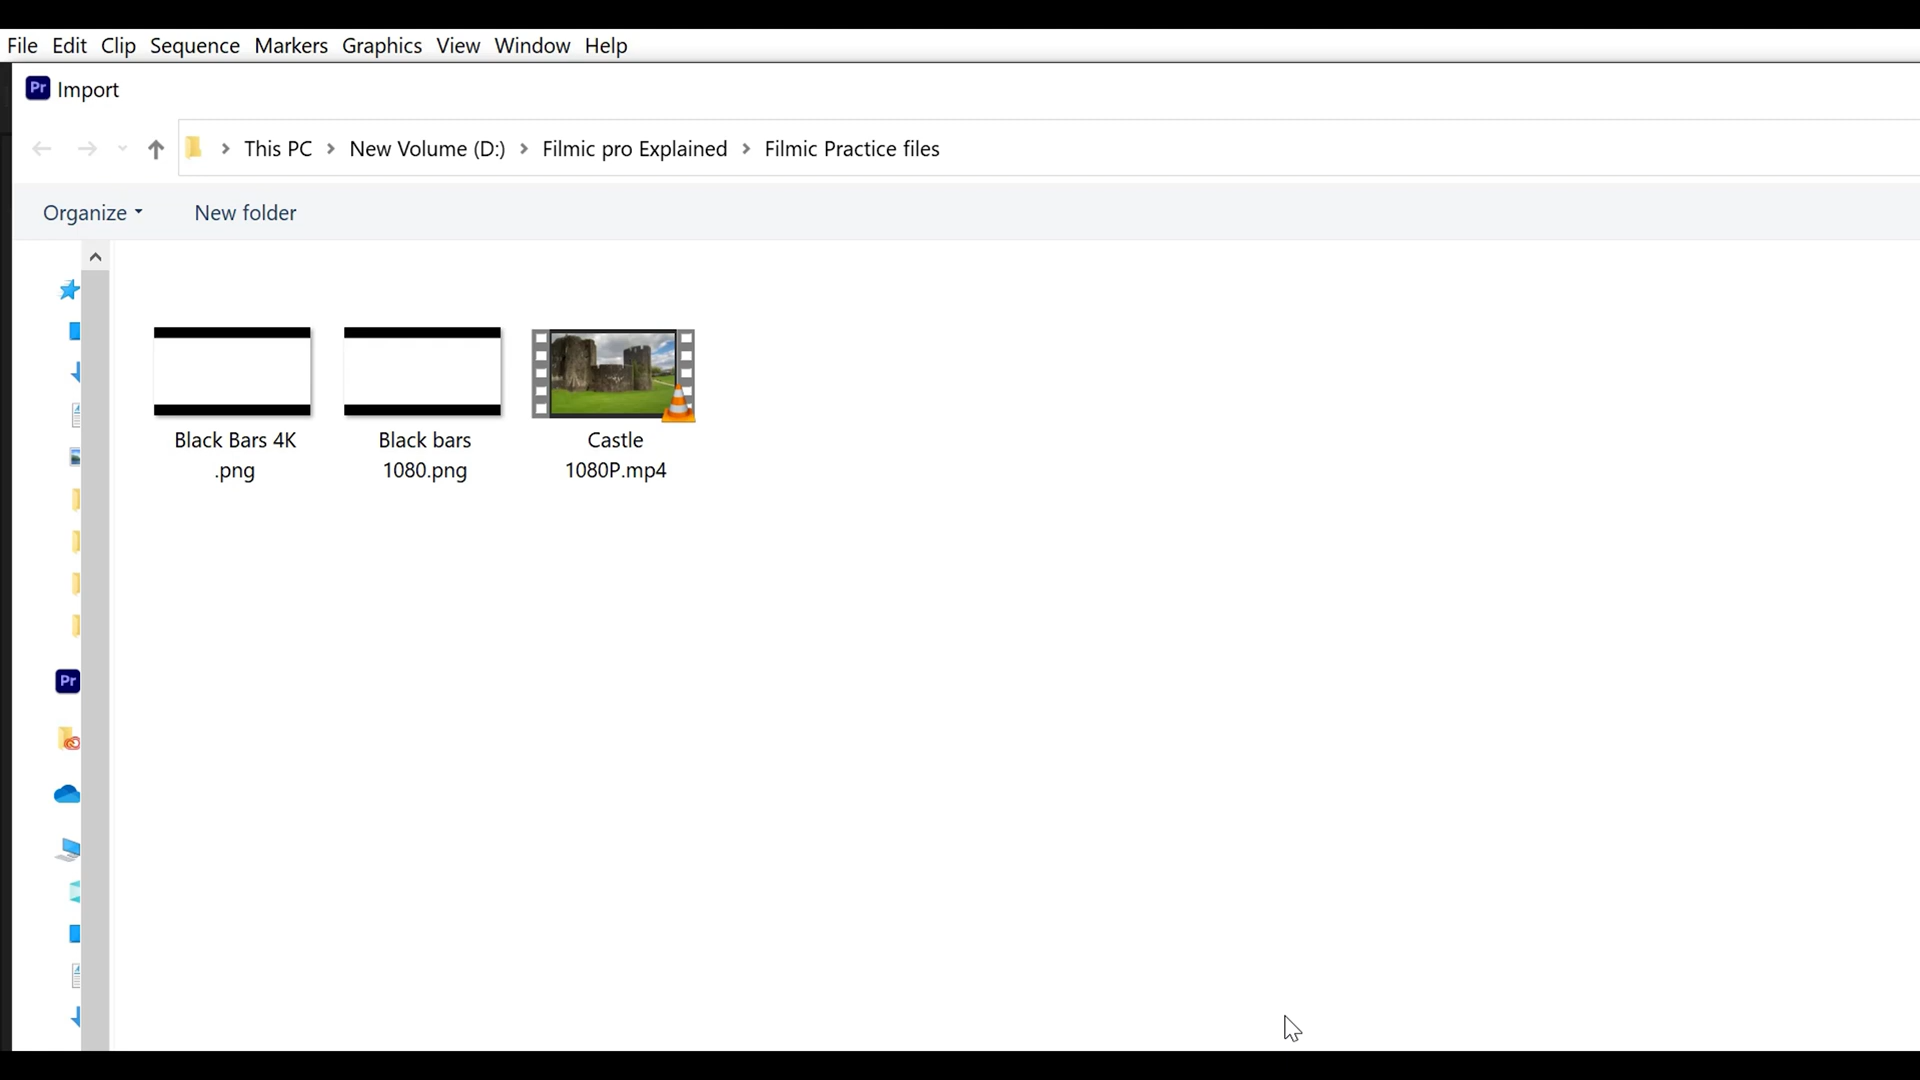 File Edit Clip Sequence Markers Graphics View Window Help
Pr Import
This PC > New Volume (D:) > Filmic pro Explained > Filmic Practice files
Organize New folder
Black Bars 4K
.png
Black bars
1080.png
Castle
1080P.mp4
Pr